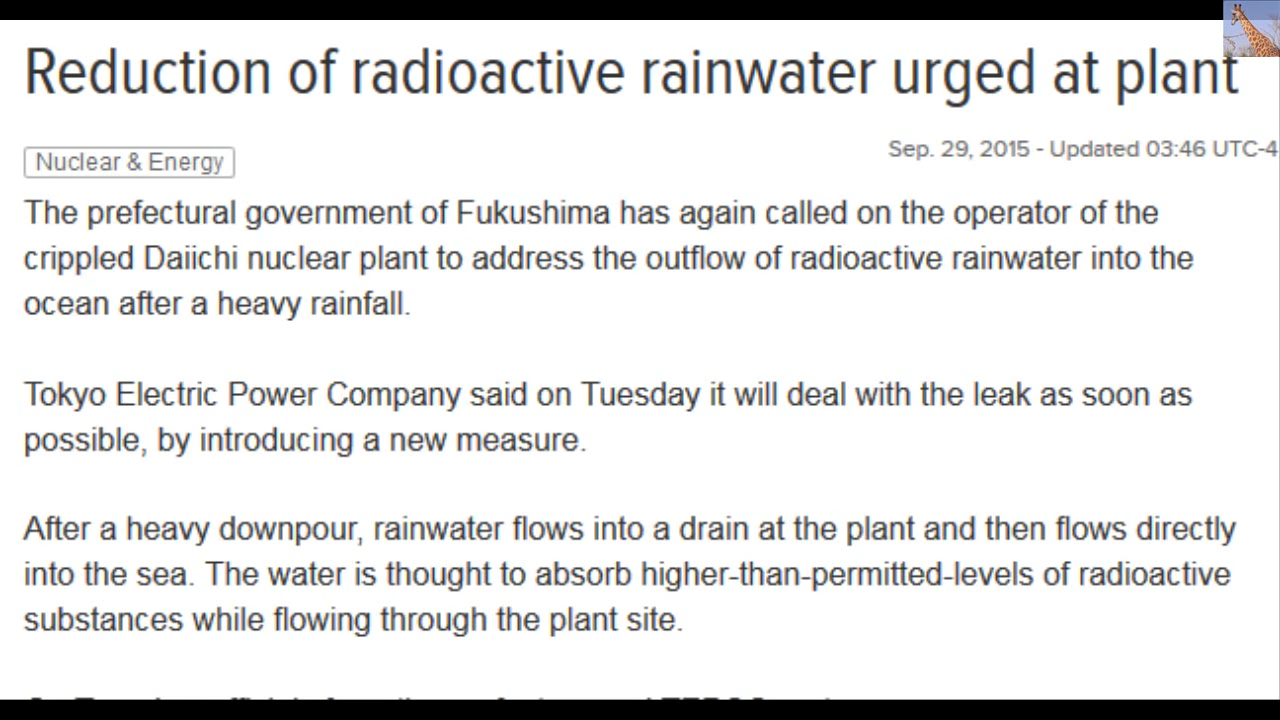 Reduction of radioactive rainwater urged at plant
Nuclear & Energy
Sep. 29, 2015 - Updated 03:46 UTC-4
The prefectural government of Fukushima has again called on the operator of the
crippled Daiichi nuclear plant to address the outflow of radioactive rainwater into the
ocean after a heavy rainfall.
Tokyo Electric Power Company said on Tuesday it will deal with the leak as soon as
possible, by introducing a new measure.
After a heavy downpour, rainwater flows into a drain at the plant and then flows directly
into the sea. The water is thought to absorb higher-than-permitted-levels of radioactive
substances while flowing through the plant site.